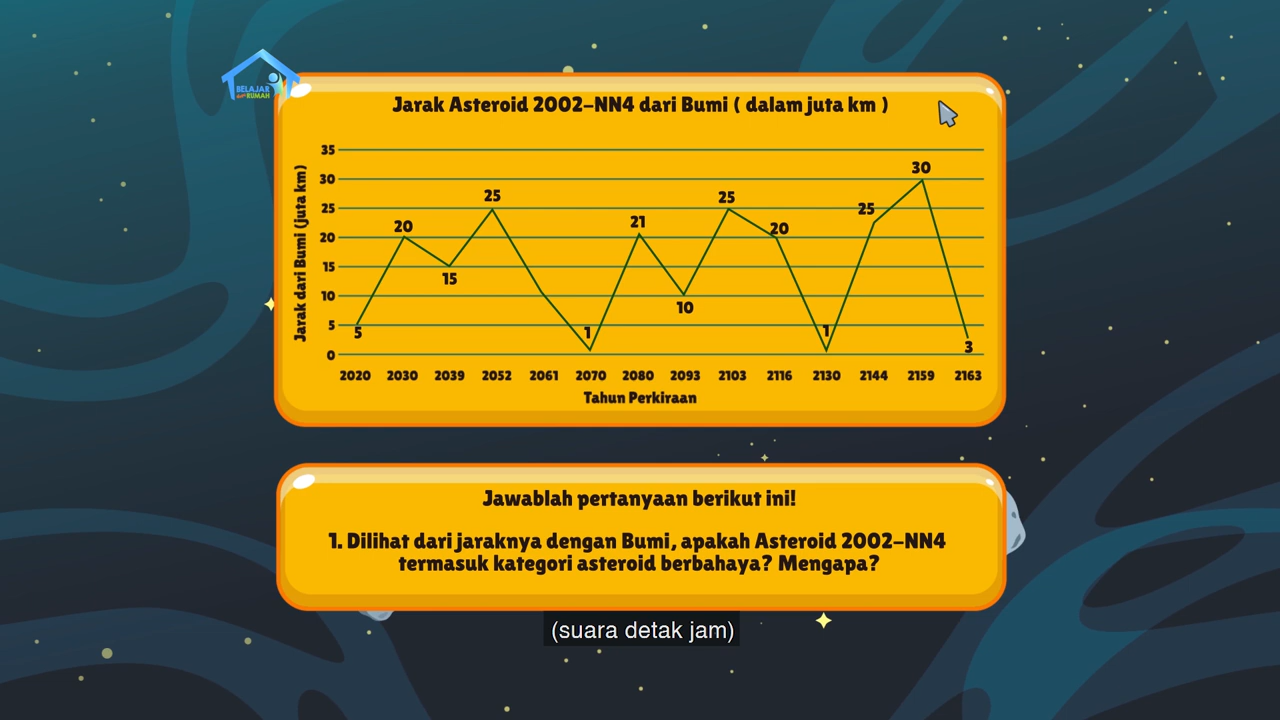 BELAJAR
dari RUMAH
Jarak Asteroid 2002-NN4 dari Bumi ( dalam juta km )
Jarak dari Bumi (juta km)
35
30
25
20
15
10
5
0
5
20
15
25
1
21
10
25
20
1
25
30
3
2020 2030 2039 2052 2061 2070 2080 2093 2103 2116 2130 2144 2159 2163
Tahun Perkiraan
Jawablah pertanyaan berikut ini!
1. Dilihat dari jaraknya dengan Bumi, apakah Asteroid 2002-NN4
termasuk kategori asteroid berbahaya? Mengapa?
(suara detak jam)